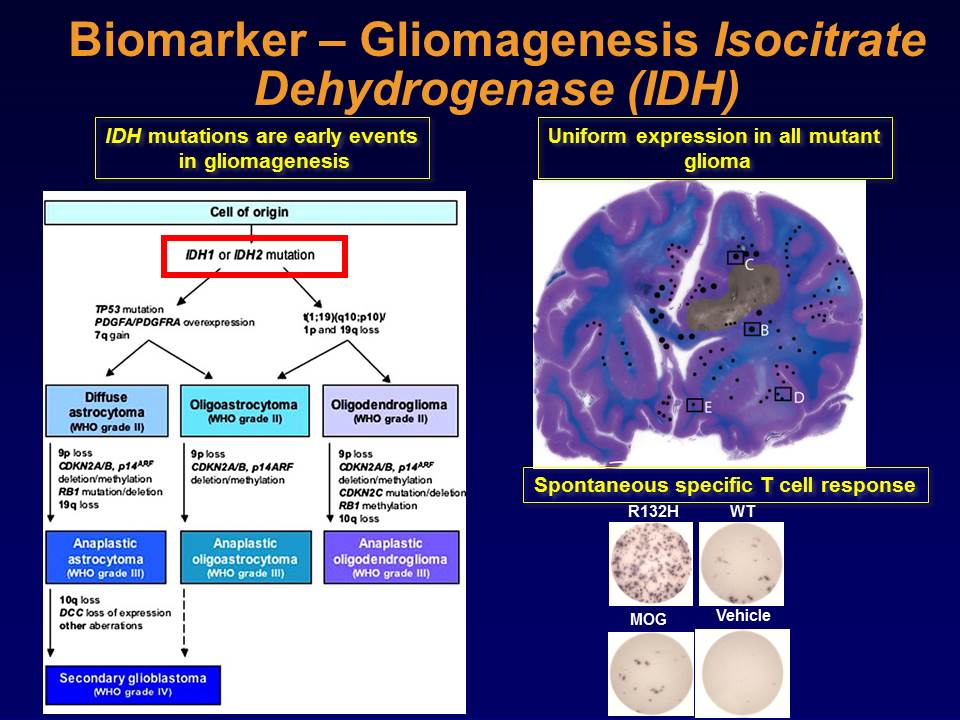 Biomarker – Gliomagenesis Isocitrate
Dehydrogenase (IDH)
IDH mutations are early events
in gliomagenesis
Cell of origin
IDH1 or IDH2 mutation
TP53 mutation
PDGFA/PDGFRA overexpression
7q gain
t(1;19)(q10;p10)/
1p and 19q loss
Diffuse
astrocytoma
(WHO grade II)
Oligoastrocytoma
(WHO grade II)
Oligodendroglioma
(WHO grade II)
9p loss
CDKN2A/B, p14ARF
deletion/methylation
RB1 mutation/deletion
19q loss
9p loss
CDKN2A/B, p14ARF
deletion/methylation
9p loss
CDKN2A/B, p14ARF
deletion/methylation
CDKN2C mutation/deletion
RB1 methylation
10q loss
Anaplastic
astrocytoma
(WHO grade III)
Anaplastic
oligoastrocytoma
(WHO grade III)
Anaplastic
oligodendroglioma
(WHO grade III)
10q loss
DCC loss of expression
other aberrations
Secondary glioblastoma
(WHO grade IV)
Uniform expression in all mutant
glioma
C
B
D
E
Spontaneous specific T cell response
R132H WT
MOG Vehicle